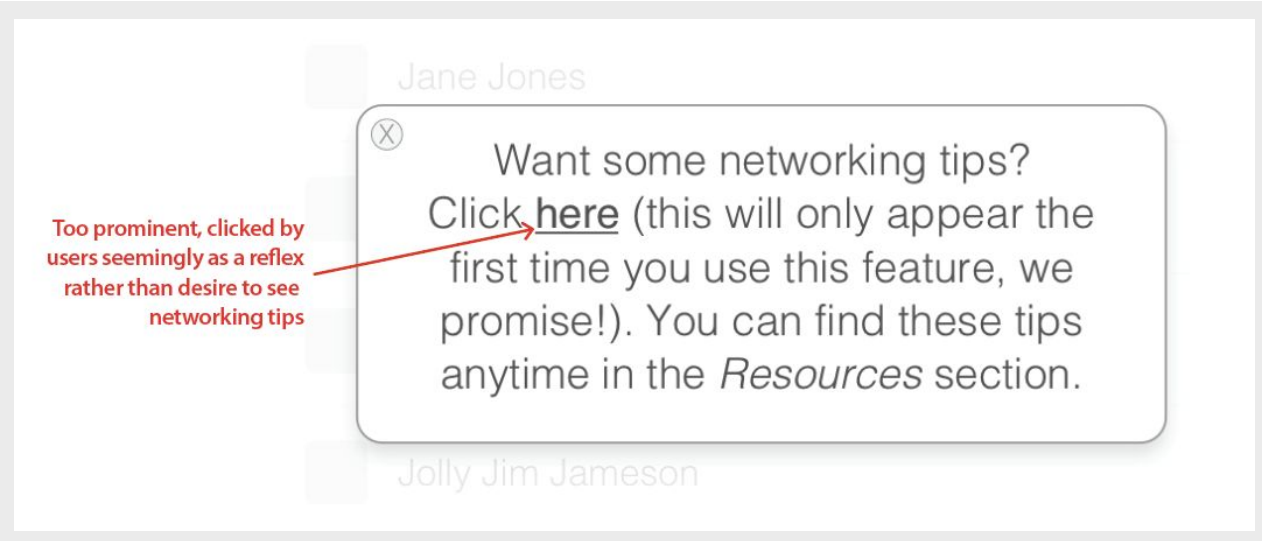 Jane Jones
X
Want some networking tips?
Click here (this will only appear the
first time you use this feature, we
promise!). You can find these tips
anytime in the Resources section.
Too prominent, clicked by
users seemingly as a reflex
rather than desire to see
networking tips
Jolly Jim Jameson